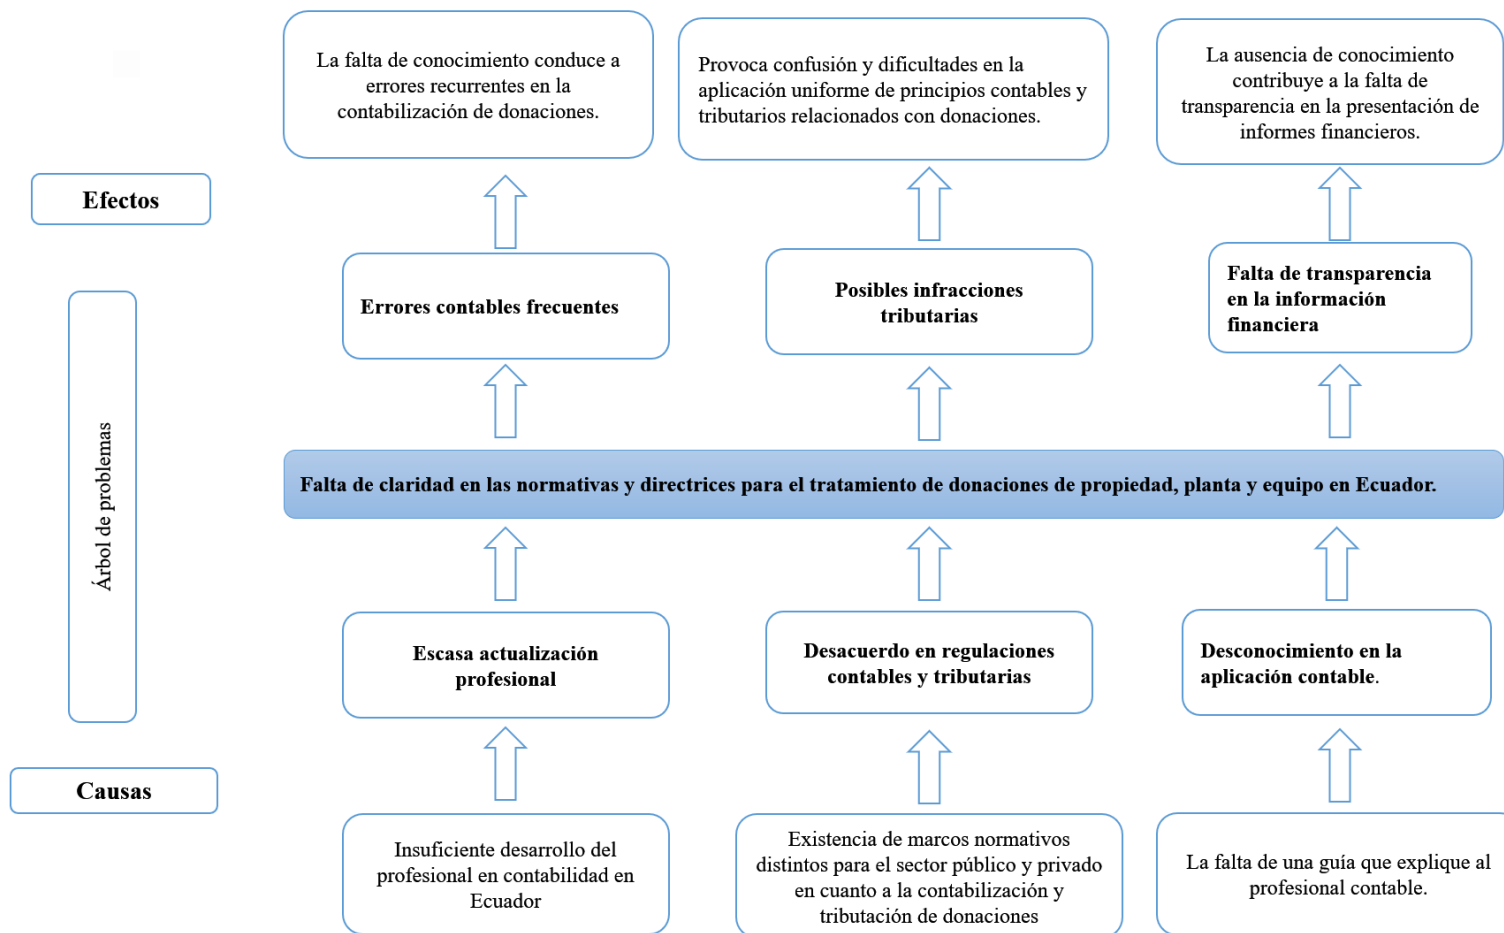 La falta de conocimiento conduce a
errores recurrentes en la
contabilización de donaciones.
Provoca confusión y dificultades en la
aplicación uniforme de principios contables y
tributarios relacionados con donaciones.
La ausencia de conocimiento
contribuye a la falta de
transparencia en la presentación de
informes financieros.
Efectos
Errores contables frecuentes
Posibles infracciones
tributarias
Falta de transparencia
en la información
financiera
Árbol de problemas
Falta de claridad en las normativas y directrices para el tratamiento de donaciones de propiedad, planta y equipo en Ecuador.
Escasa actualización
profesional
Desacuerdo en regulaciones
contables y tributarias
Desconocimiento en la
aplicación contable.
Causas
Insuficiente desarrollo del
profesional en contabilidad en
Ecuador
Existencia de marcos normativos
distintos para el sector público y privado
en cuanto a la contabilización y
tributación de donaciones
La falta de una guía que explique al
profesional contable.